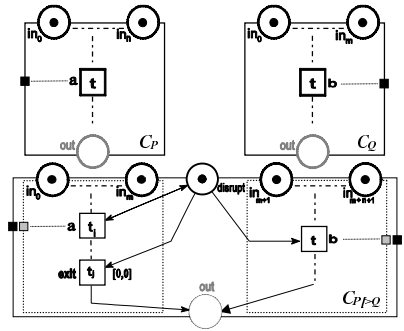 in0 inn in0 inm
a t t b
out CP out CQ
in0 inm disrupt inm+1 inm+n+1
a ti t b
exit tj [0,0]
out CP[>Q